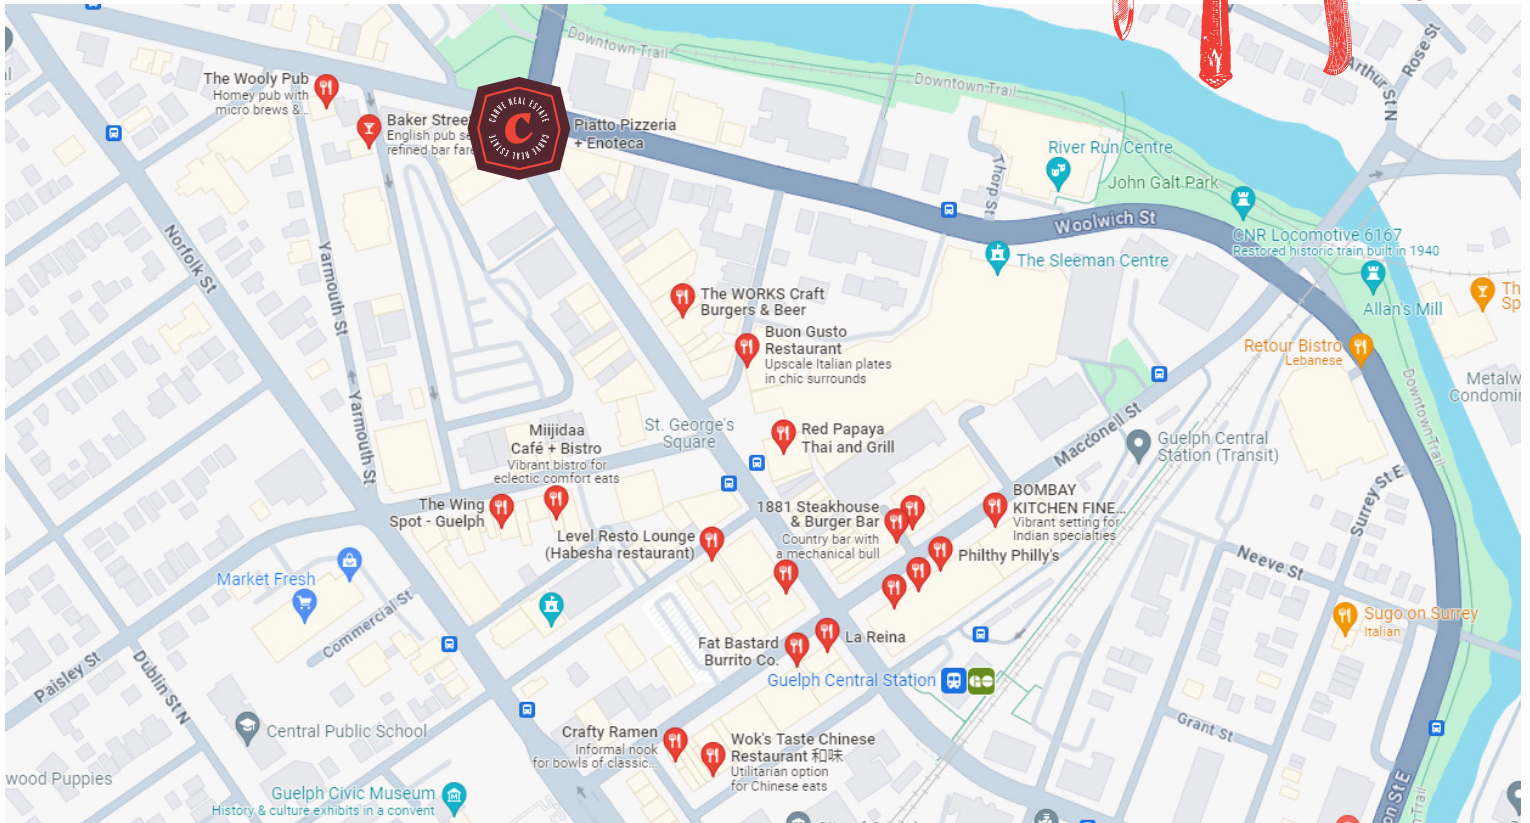 Downtown Trail
Downtown Trail
Rose St
Arthur St N
The Wooly Pub
Homey pub with
micro brews &...
Baker Stree
English pub se
refined bar fare
CARVE REAL ESTATE
C
CARVE REAL ESTATE
Piatto Pizzeria
+ Enoteca
River Run Centre
John Galt Park
Thorp St
Woolwich St
CNR Locomotive 6167
Restored historic train built in 1940
The Sleeman Centre
Norfolk St
Yarmouth St
Allan's Mill
Th
Sp
The WORKS Craft
Burgers & Beer
Buon Gusto
Restaurant
Upscale Italian plates
in chic surrounds
Retour Bistro
Lebanese
Metalw
Condomin
Downtown Trail
Yarmouth St
St. George's
Square
Miijidaa
Café + Bistro
Vibrant bistro for
eclectic comfort eats
Red Papaya
Thai and Grill
Macdonell St
Guelph Central
Station (Transit)
The Wing
Spot - Guelph
1881 Steakhouse
& Burger Bar
Country bar with
a mechanical bull
BOMBAY
KITCHEN FINE...
Vibrant setting for
Indian specialties
Surrey St E
Level Resto Lounge
(Habesha restaurant)
Philthy Philly's
Neeve St
Market Fresh
Commercial St
Sugo on Surrey
Italian
La Reina
Fat Bastard
Burrito Co.
Guelph Central Station
Paisley St
Dublin St N
Central Public School
Crafty Ramen
Informal nook
for bowls of classic...
Wok's Taste Chinese
Restaurant 和味
Utilitarian option
for Chinese eats
Grant St
wood Puppies
Guelph Civic Museum
History & culture exhibits in a convent
on St E
Trail